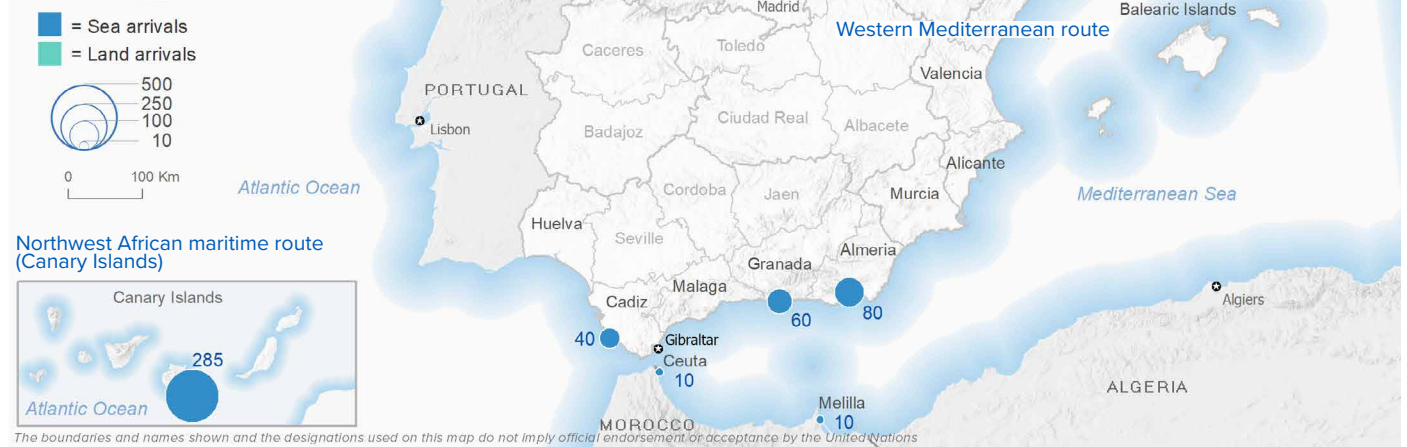 = Sea arrivals
= Land arrivals
500
250
100
10
0 100 Km
Northwest African maritime route
(Canary Islands)
Canary Islands
285
Atlantic Ocean
Atlantic Ocean
PORTUGAL
Lisbon
Madrid
Western Mediterranean route
Balearic Islands
Caceres
Toledo
Valencia
Badajoz
Ciudad Real
Albacete
Alicante
Cordoba
Jaen
Murcia
Mediterranean Sea
Huelva
Seville
Almeria
Granada
Malaga
Cadiz
80
60
40
Gibraltar
Ceuta
10
Melilla
10
Algiers
ALGERIA
MOROCCO
The boundaries and names shown and the designations used on this map do not imply official endorsement or acceptance by the United Nations